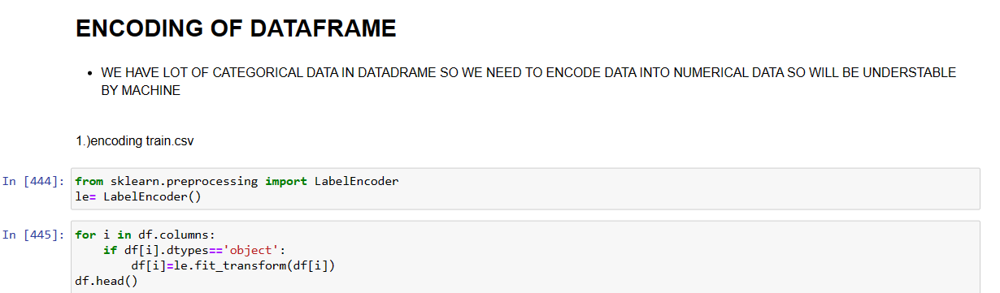 ENCODING OF DATAFRAME
• WE HAVE LOT OF CATEGORICAL DATA IN DATADRAME SO WE NEED TO ENCODE DATA INTO NUMERICAL DATA SO WILL BE UNDERSTABLE
BY MACHINE
1.)encoding train.csv
In [444]: from sklearn.preprocessing import LabelEncoder
le= LabelEncoder()
In [445]: for i in df.columns:
    if df[i].dtypes=='object':
        df[i]=le.fit_transform(df[i])
df.head()